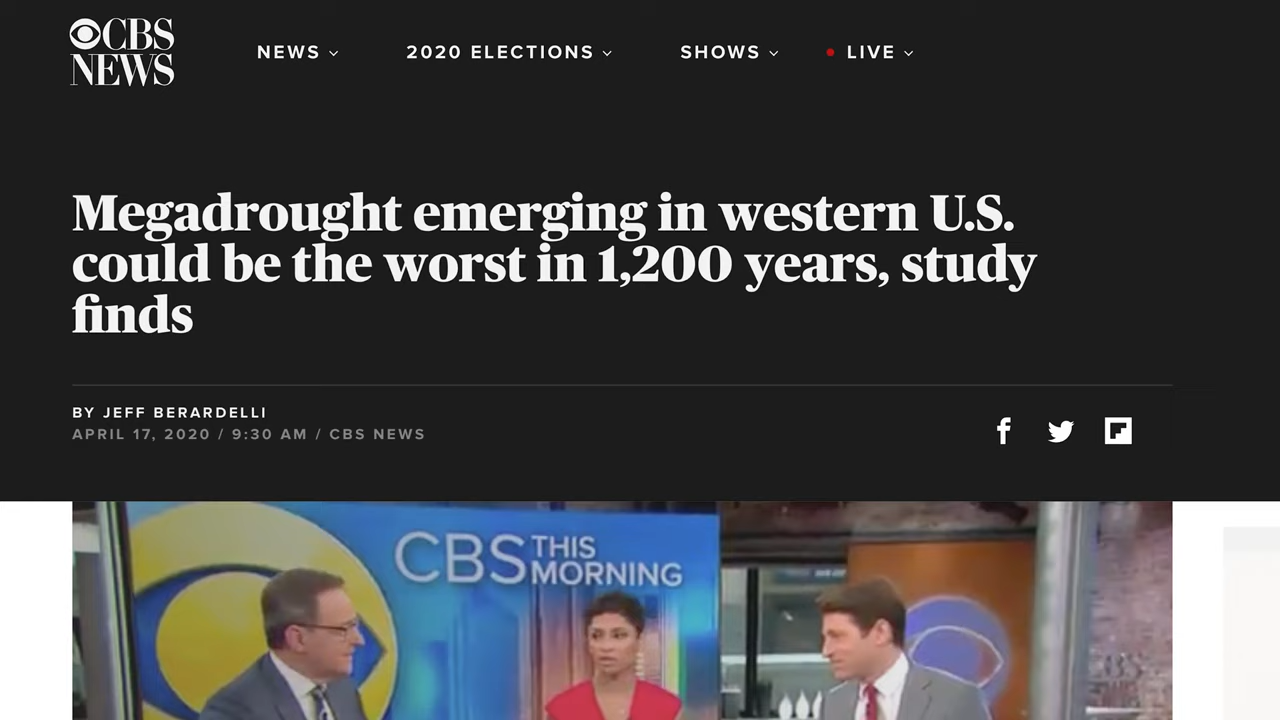 CBS
NEWS
NEWS
2020 ELECTIONS
SHOWS
LIVE
Megadrought emerging in western U.S.
could be the worst in 1,200 years, study
finds
BY JEFF BERARDELLI
APRIL 17, 2020 / 9:30 AM / CBS NEWS
CBS THIS
MORNING
CBS